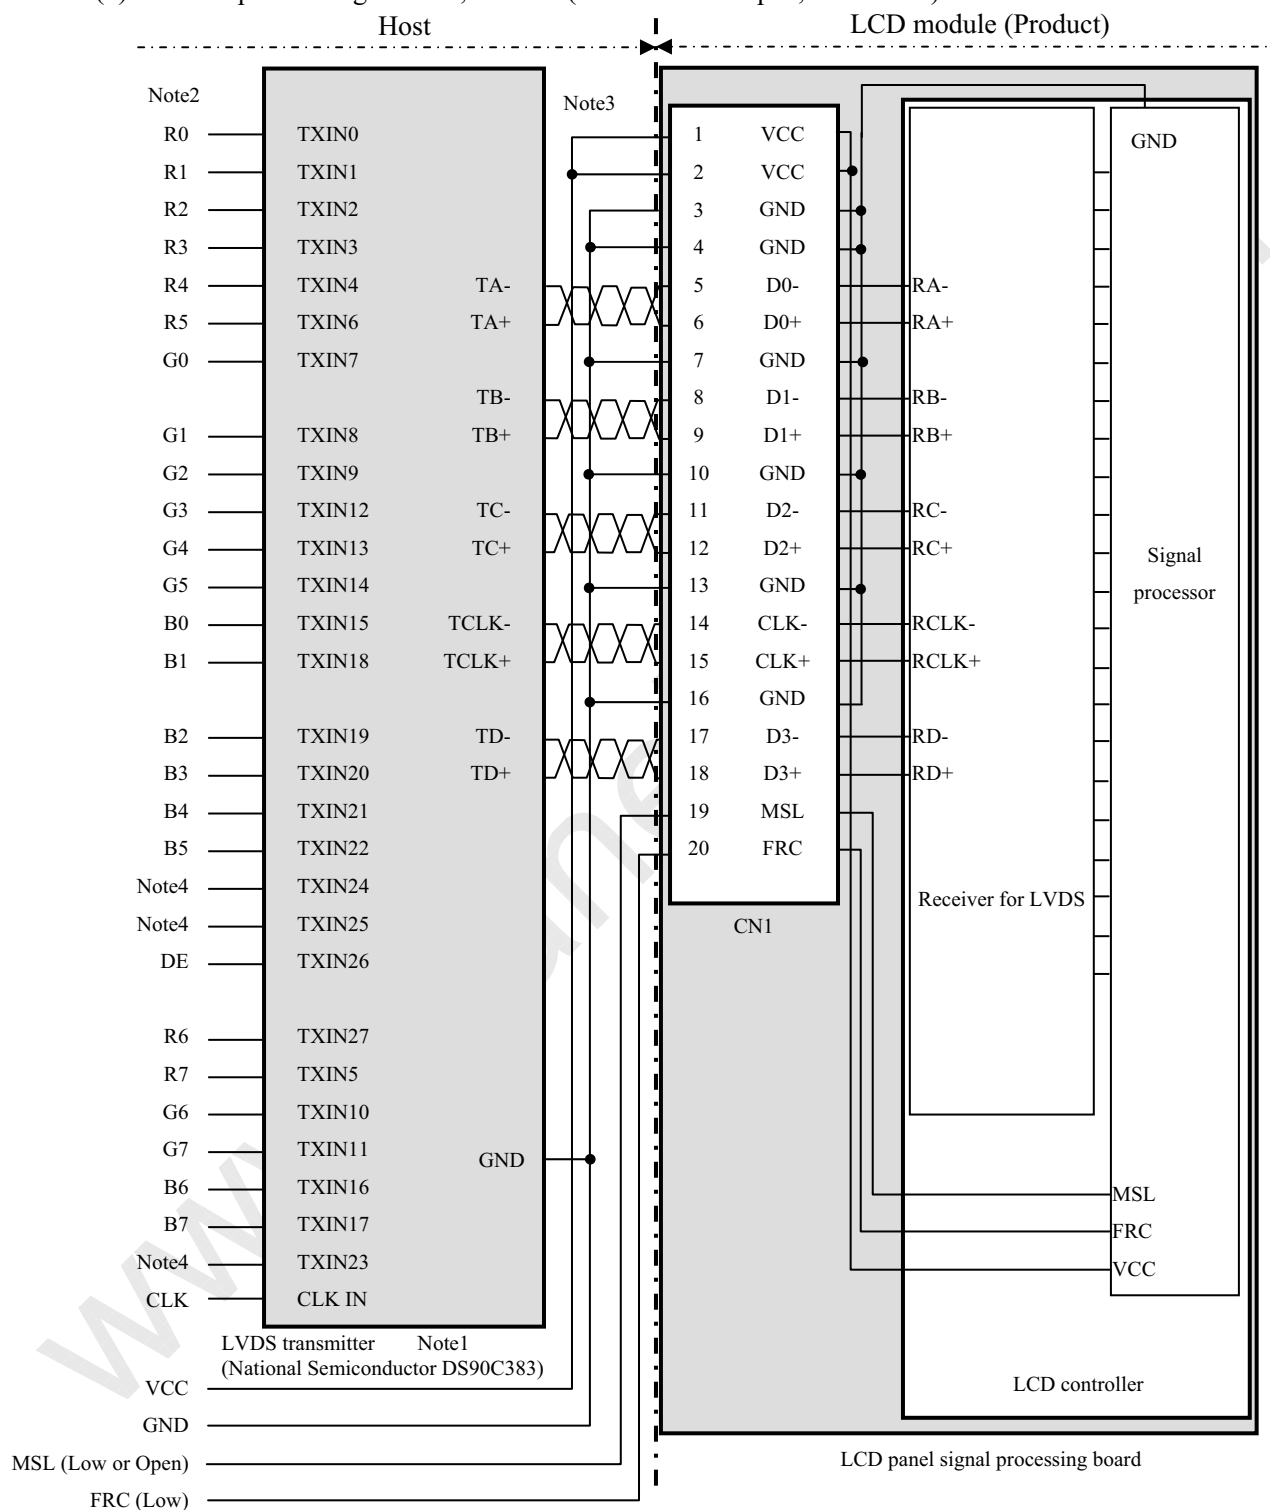 Host
LCD module (Product)
Note2
Note3
R0 TXIN0
R1 TXIN1
R2 TXIN2
R3 TXIN3
R4 TXIN4 TA-
R5 TXIN6 TA+
G0 TXIN7
TB-
G1 TXIN8 TB+
G2 TXIN9
G3 TXIN12 TC-
G4 TXIN13 TC+
G5 TXIN14
B0 TXIN15 TCLK-
B1 TXIN18 TCLK+
B2 TXIN19 TD-
B3 TXIN20 TD+
B4 TXIN21
B5 TXIN22
Note4 TXIN24
Note4 TXIN25
DE TXIN26
R6 TXIN27
R7 TXIN5
G6 TXIN10
G7 TXIN11 GND
B6 TXIN16
B7 TXIN17
Note4 TXIN23
CLK CLK IN
LVDS transmitter Note1
(National Semiconductor DS90C383)
VCC
GND
MSL (Low or Open)
FRC (Low)
1 VCC
2 VCC
3 GND
4 GND
5 D0- RA-
6 D0+ RA+
7 GND
8 D1- RB-
9 D1+ RB+
10 GND
11 D2- RC-
12 D2+ RC+
13 GND
14 CLK- RCLK-
15 CLK+ RCLK+
16 GND
17 D3- RD-
18 D3+ RD+
19 MSL
20 FRC
CN1
Receiver for LVDS
GND
Signal
processor
MSL
FRC
VCC
LCD controller
LCD panel signal processing board